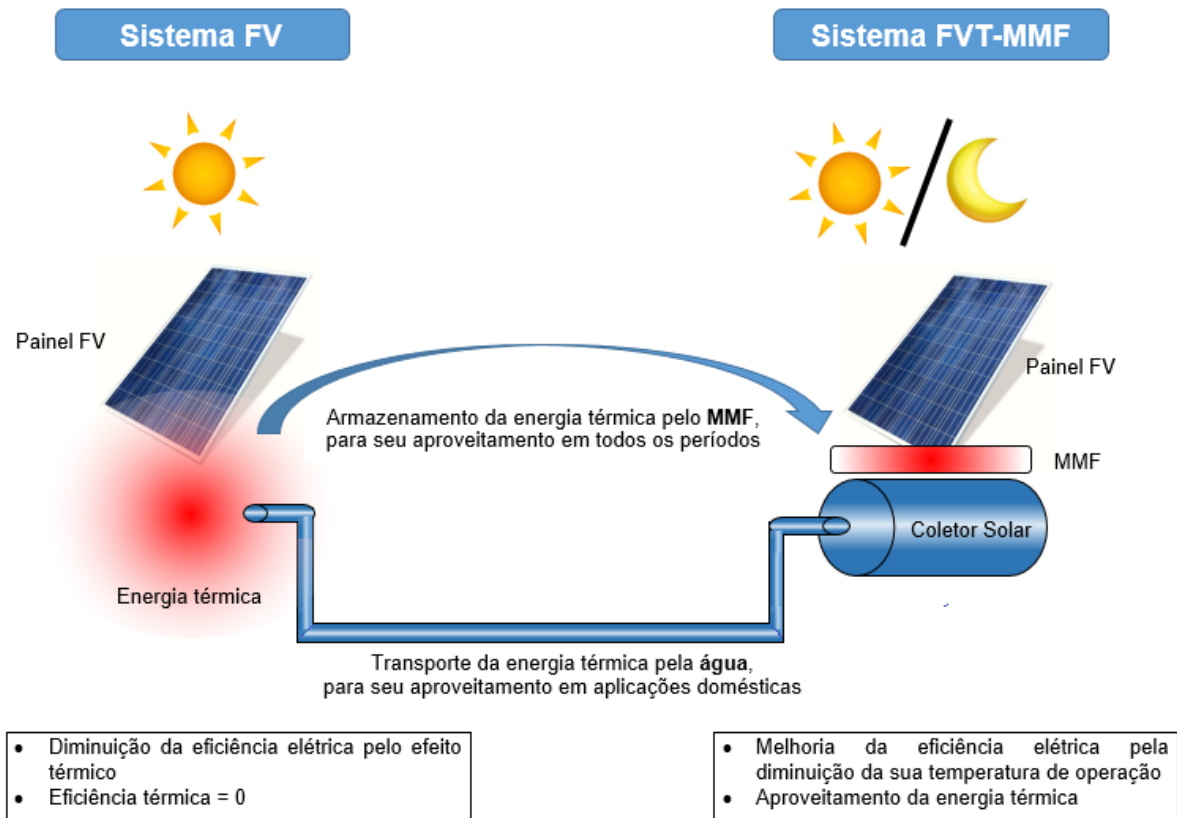 Sistema FV
Sistema FVT-MMF
Painel FV
Painel FV
Armazenamento da energia térmica pelo MMF,
para seu aproveitamento em todos os períodos
MMF
Coletor Solar
Energia térmica
Transporte da energia térmica pela água,
para seu aproveitamento em aplicações domésticas
• Diminuição da eficiência elétrica pelo efeito
térmico
• Eficiência térmica = 0
• Melhoria da eficiência elétrica pela
diminuição da sua temperatura de operação
• Aproveitamento da energia térmica